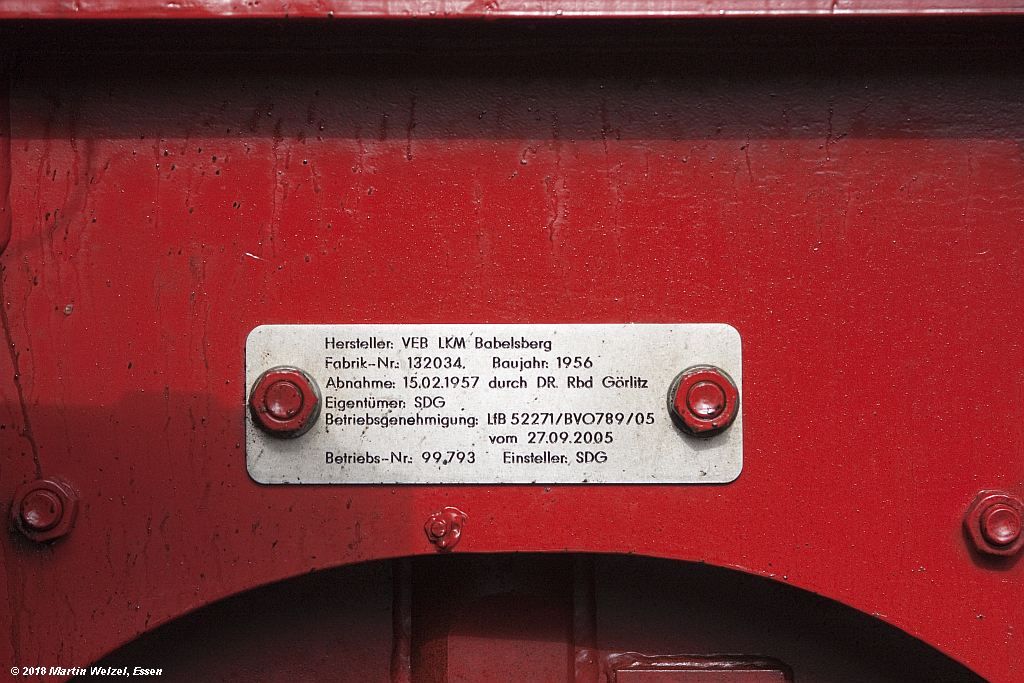 Hersteller: VEB LKM Babelsberg
Fabrik-Nr.: 132034, Baujahr: 1956
Abnahme: 15.02.1957 durch DR. Rbd Görlitz
Eigentümer: SDG
Betriebsgenehmigung: LfB 52271/BVO789/05
vom 27.09.2005
Betriebs-Nr.: 99,793 Einsteller: SDG
© 2018 Martin Welzel, Essen